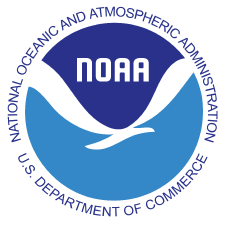 NATIONAL OCEANIC AND ATMOSPHERIC ADMINISTRATION
NOAA
U.S. DEPARTMENT OF COMMERCE